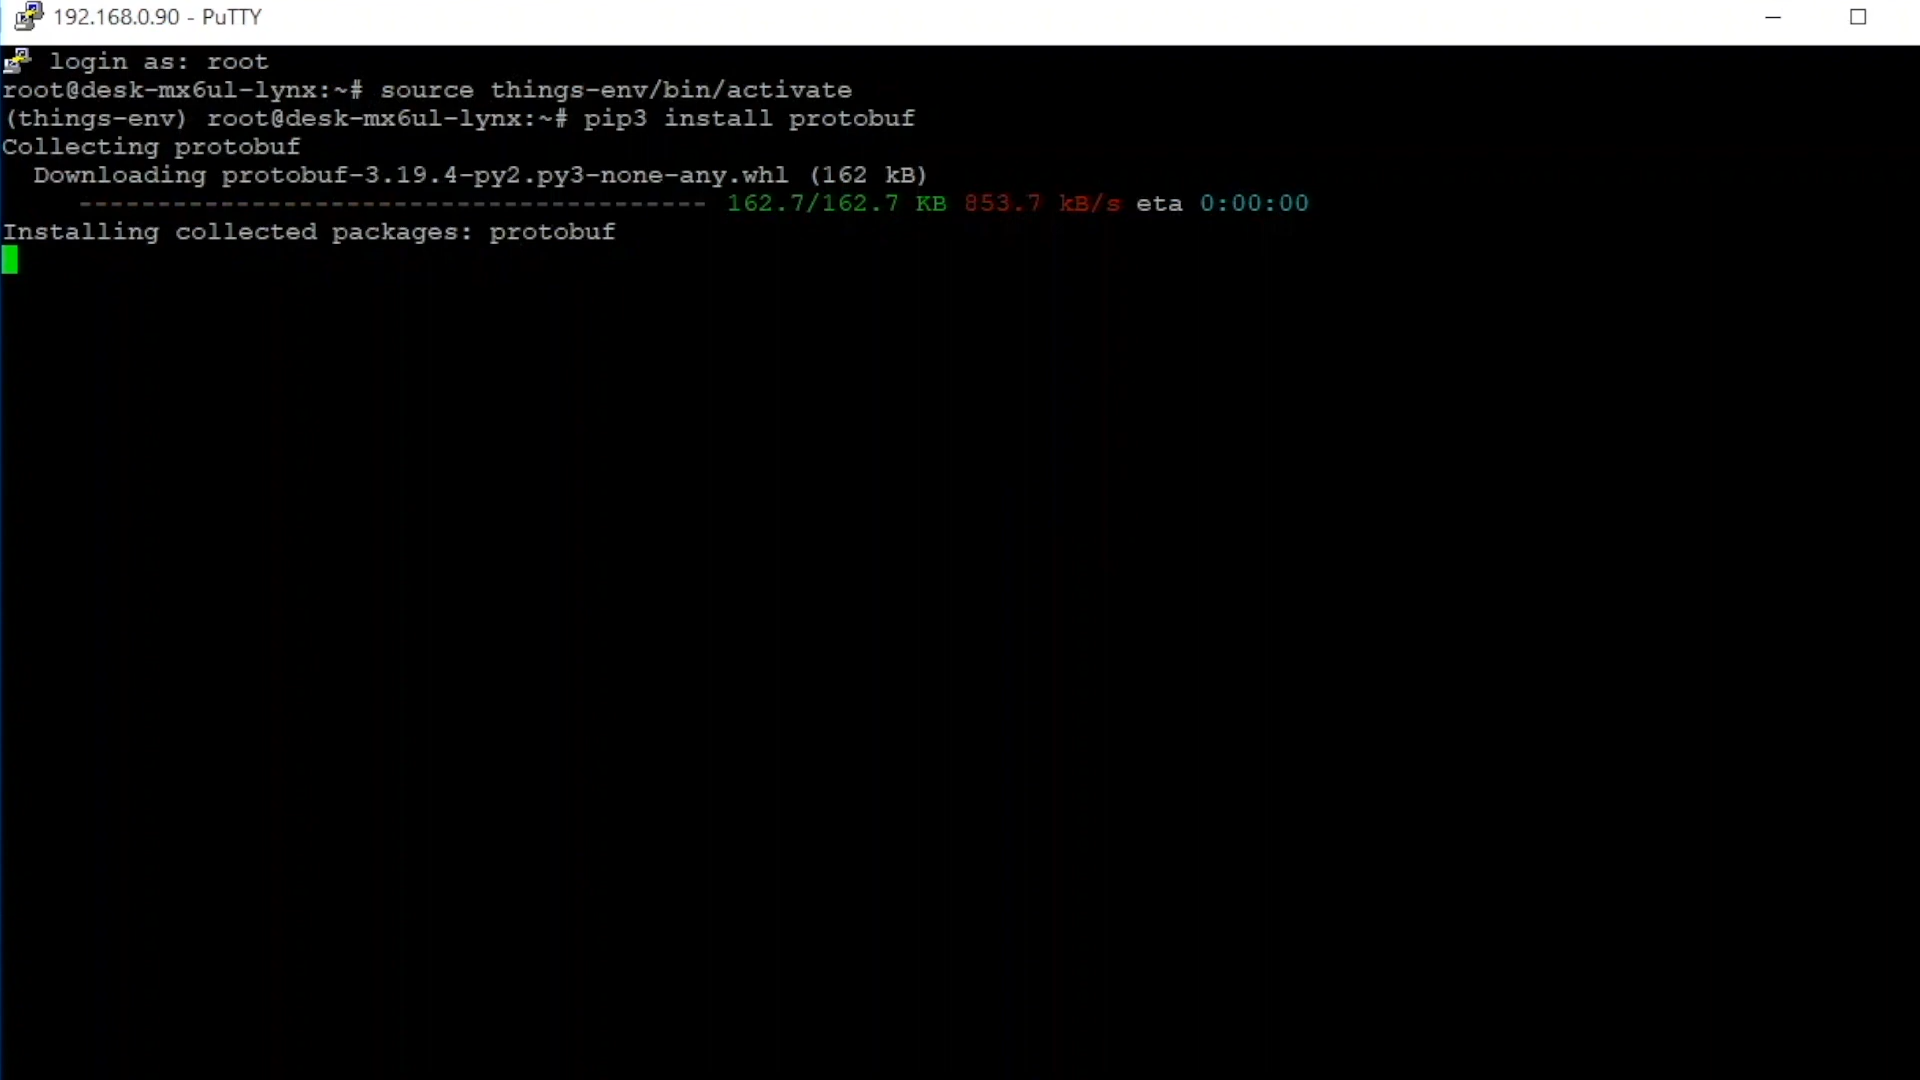 192.168.0.90 - PuTTY
login as: root
root@desk-mx6ul-lynx:~# source things-env/bin/activate
(things-env) root@desk-mx6ul-lynx:~# pip3 install protobuf
Collecting protobuf
  Downloading protobuf-3.19.4-py2.py3-none-any.whl (162 kB)
     ---------------------------------------- 162.7/162.7 KB 853.7 kB/s eta 0:00:00
Installing collected packages: protobuf